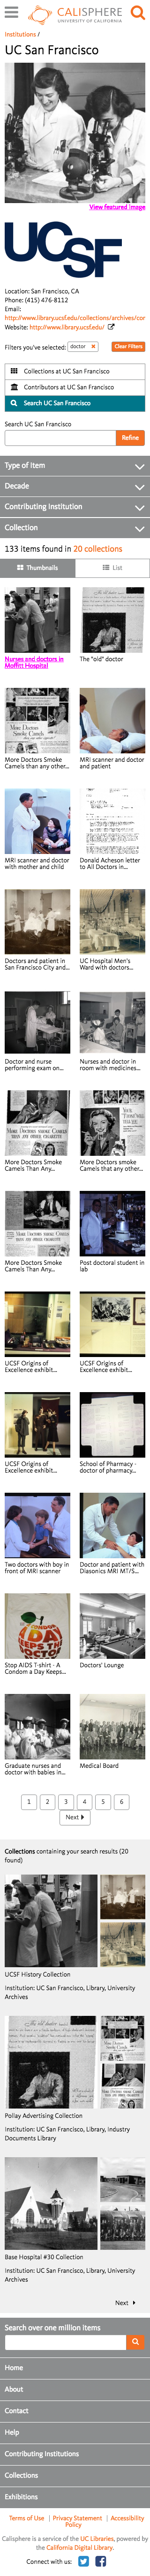 CALISPHERE
UNIVERSITY OF CALIFORNIA
Institutions /
UC San Francisco
View featured image
UCSF
Location: San Francisco, CA
Phone: (415) 476-8112
Email:
http://www.library.ucsf.edu/collections/archives/cor
Website: http://www.library.ucsf.edu/
Filters you've selected: doctor ✖ Clear Filters
Collections at UC San Francisco
Contributors at UC San Francisco
Search UC San Francisco
Search UC San Francisco
Refine
Type of Item
Decade
Contributing Institution
Collection
133 items found in 20 collections
Thumbnails List
Nurses and doctors in
Moffitt Hospital
The "old" doctor
More Doctors Smoke
Camels than any other...
MRI scanner and doctor
and patient
MRI scanner and doctor
with mother and child
Donald Acheson letter
to All Doctors in...
Doctors and patient in
San Francisco City and...
UC Hospital Men's
Ward with doctors...
Doctor and nurse
performing exam on...
Nurses and doctor in
room with medicines...
More Doctors Smoke
Camels Than Any...
More Doctors smoke
Camels that any other...
More Doctors Smoke
Camels Than Any...
Post doctoral student in
lab
UC Hospital Origins of
Excellence exhibit...
UCSF Origins of
Excellence exhibit...
UCSF Origins of
Excellence exhibit...
School of Pharmacy -
doctor of pharmacy...
Two doctors with boy in
front of MRI scanner
Doctor and patient with
Diasonics MRI MT/S...
Stop AIDS T-shirt - A
Condom a Day Keeps...
Doctors' Lounge
Graduate nurses and
doctor with babies in...
Medical Board
1 2 3 4 5 6
Next
Collections containing your search results (20
found)
UCSF History Collection
Institution: UC San Francisco, Library, University
Archives
Pollay Advertising Collection
Institution: UC San Francisco, Library, Industry
Documents Library
Base Hospital #30 Collection
Institution: UC San Francisco, Library, University
Archives
Next
Search over one million items
Home
About
Contact
Help
Contributing Institutions
Collections
Exhibitions
Terms of Use | Privacy Statement | Accessibility
Policy
Calisphere is a service of the UC Libraries, powered by
the California Digital Library.
Connect with us: